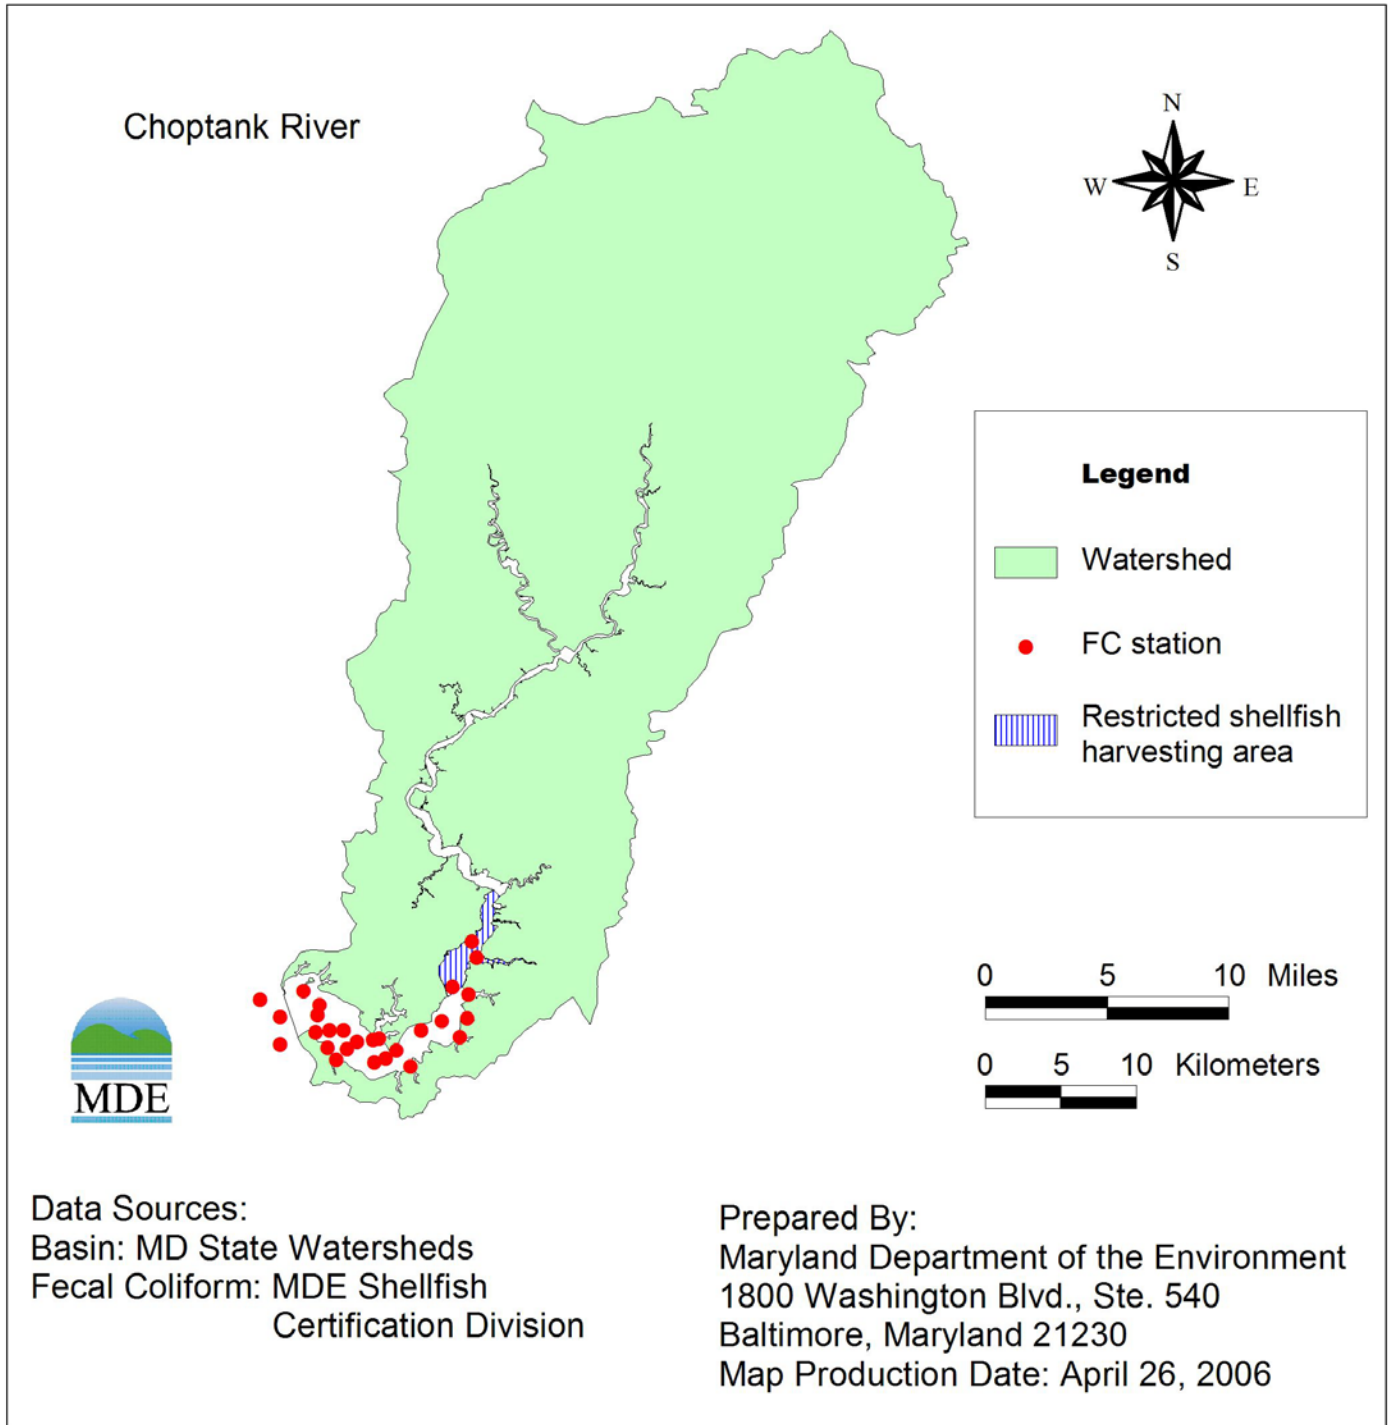 Choptank River
N
W E
S
Legend
Watershed
FC station
Restricted shellfish
harvesting area
0 5 10 Miles
0 5 10 Kilometers
MDE
Data Sources:
Basin: MD State Watersheds
Fecal Coliform: MDE Shellfish
Certification Division
Prepared By:
Maryland Department of the Environment
1800 Washington Blvd., Ste. 540
Baltimore, Maryland 21230
Map Production Date: April 26, 2006